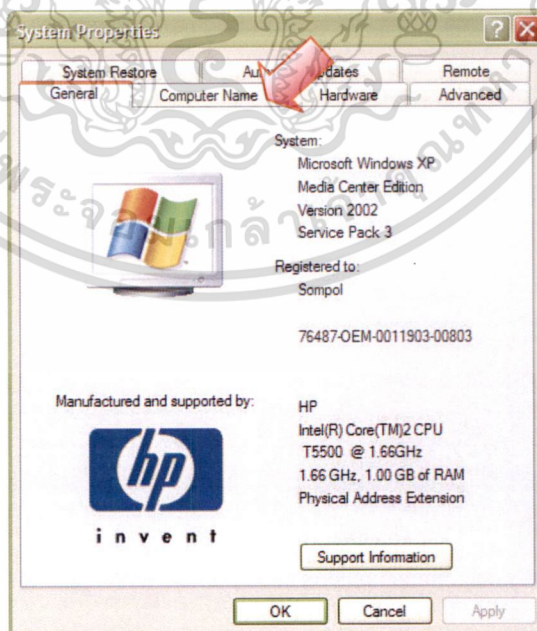 System Properties
System Restore
Remote
General
Computer Name
Hardware
Advanced
System:
Microsoft Windows XP
Media Center Edition
Version 2002
Service Pack 3
Registered to:
Sompol
76487-OEM-0011903-00803
Manufactured and supported by:
HP
Intel(R) Core(TM)2 CPU
T5500 @ 1.66GHz
1.66 GHz, 1.00 GB of RAM
Physical Address Extension
hp
invent
Support Information
OK
Cancel
Apply